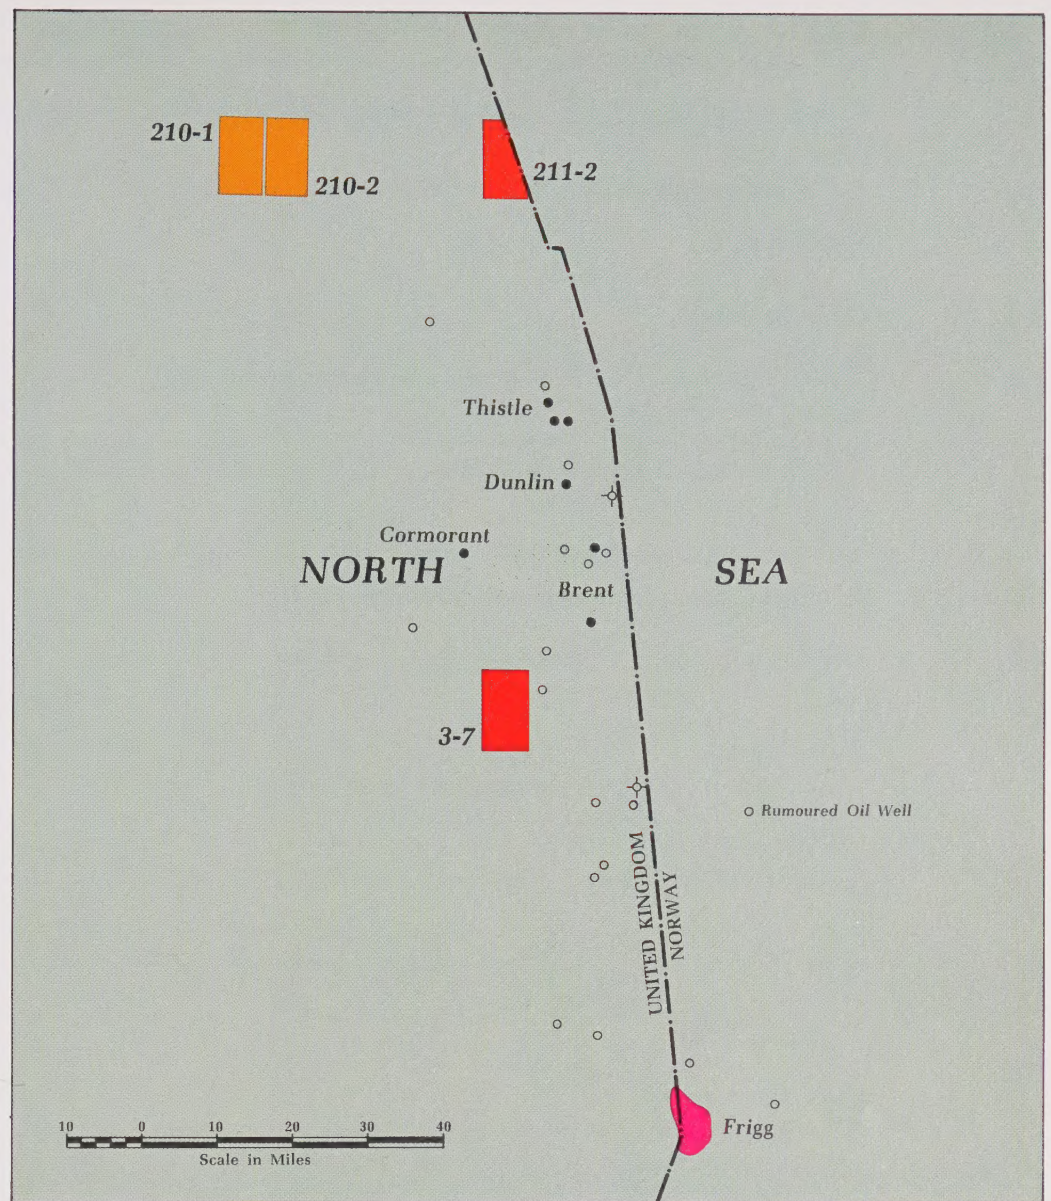 210-1
210-2
211-2
Thistle
Dunlin
Cormorant
NORTH SEA
Brent
3-7
Rumoured Oil Well
UNITED KINGDOM
NORWAY
Frigg
10 0 10 20 30 40
Scale in Miles